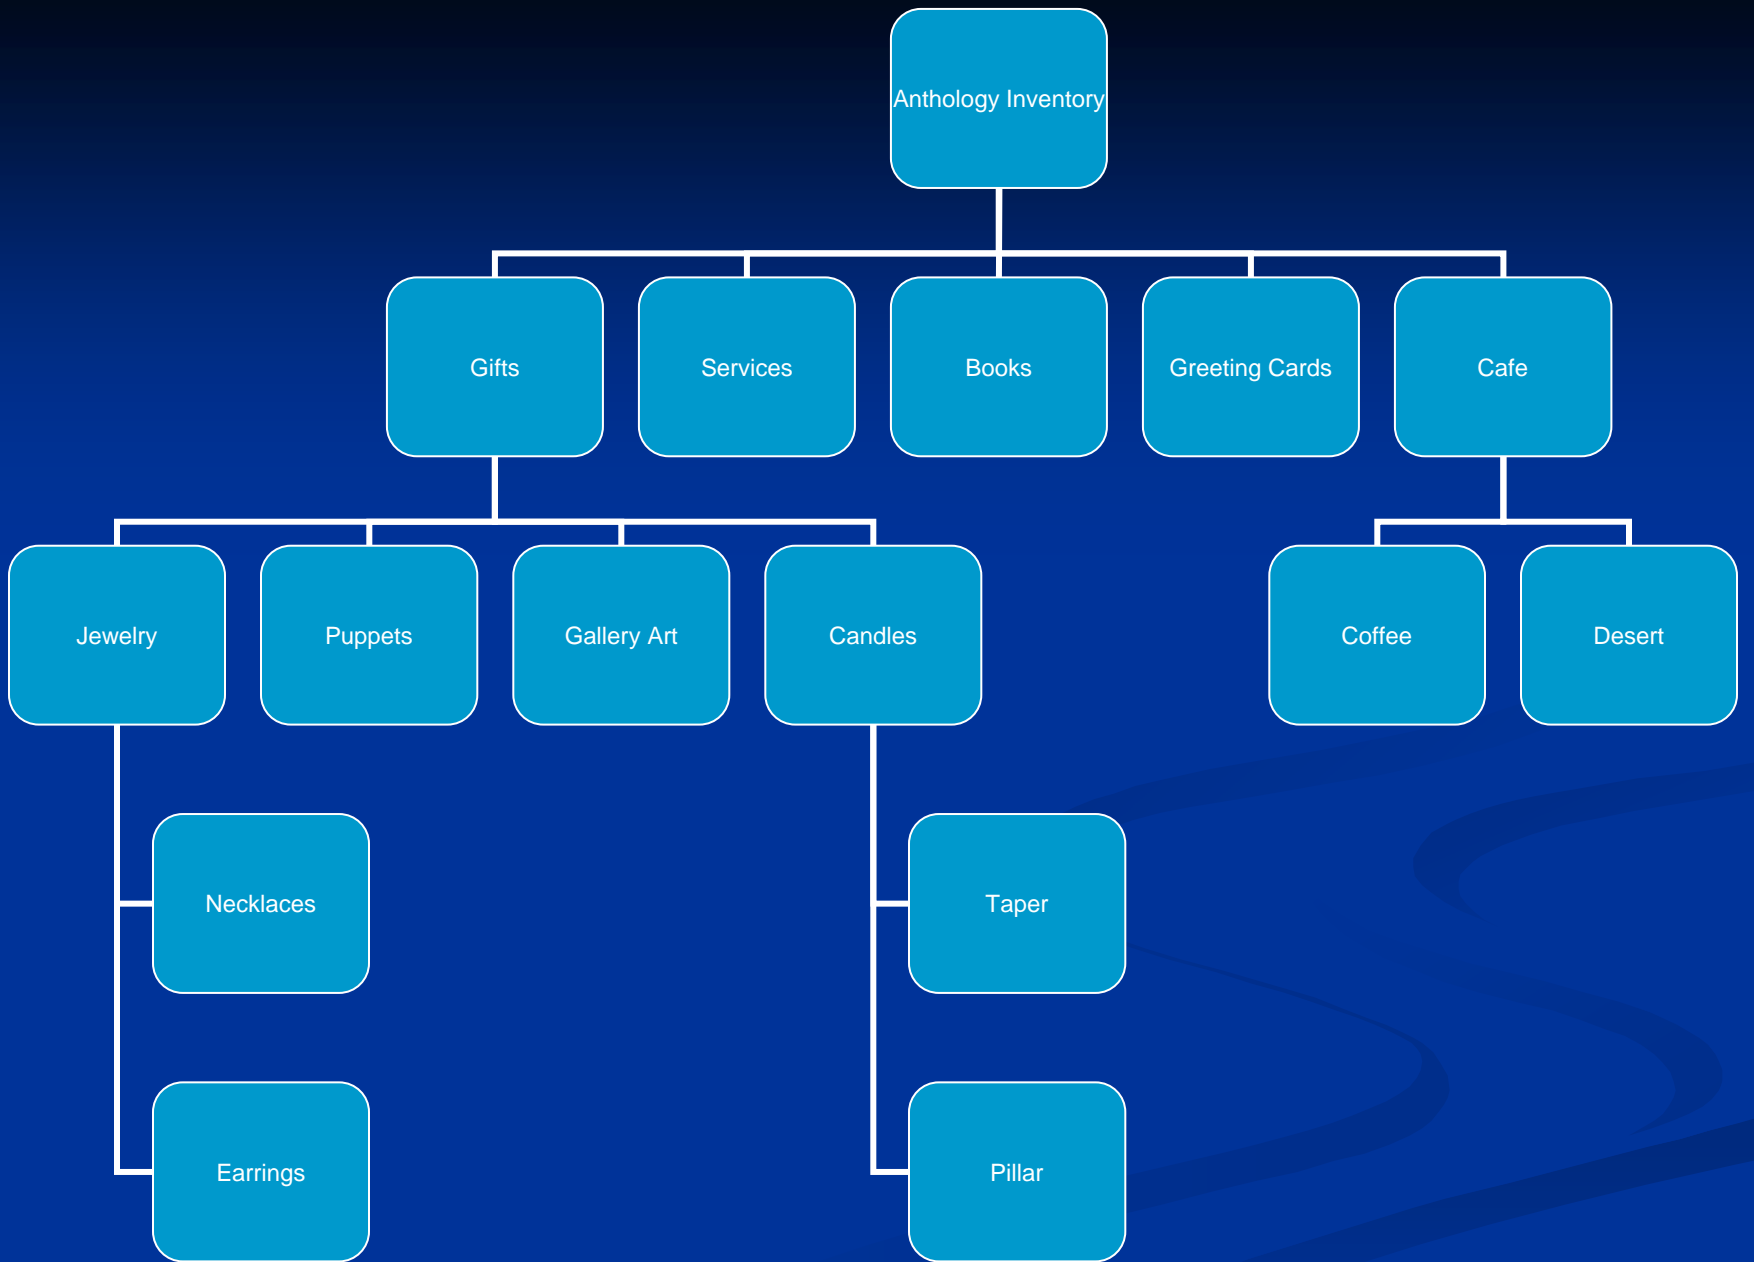 Anthology Inventory
Gifts
Services
Books
Greeting Cards
Cafe
Jewelry
Puppets
Gallery Art
Candles
Coffee
Desert
Necklaces
Taper
Earrings
Pillar